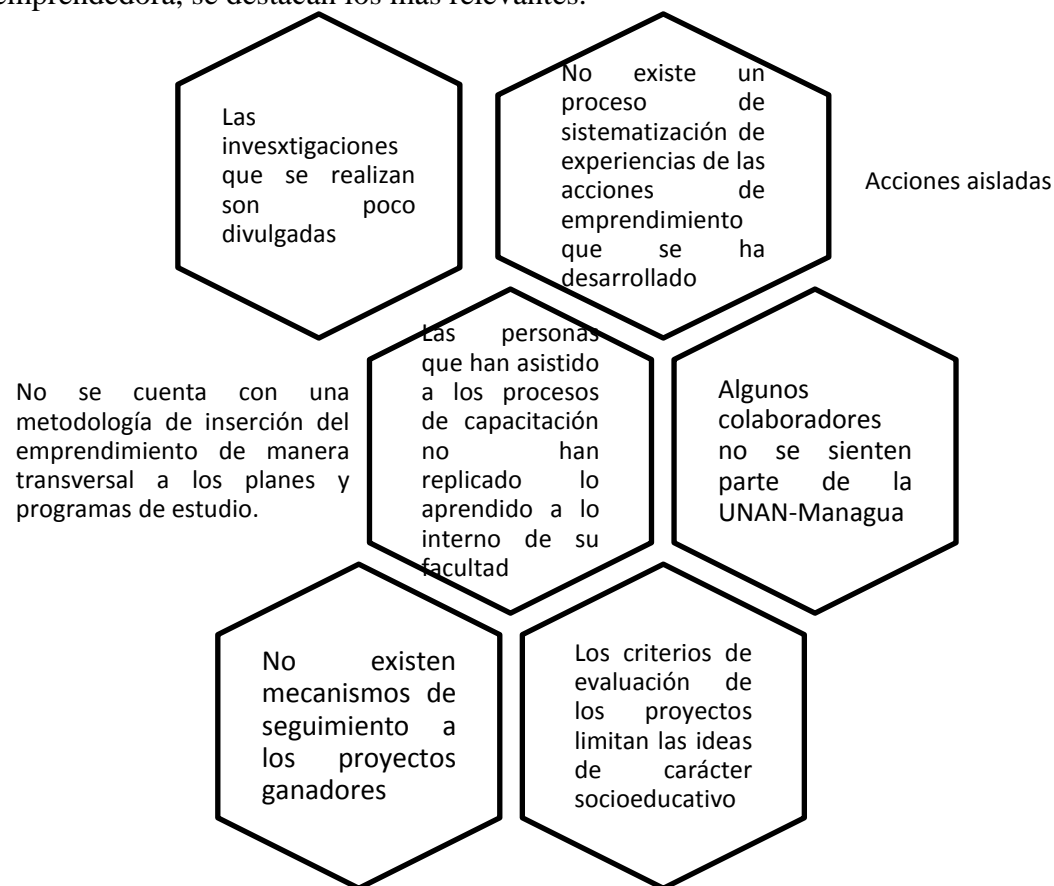 emprendedora, se destacan los más relevantes:
Las
invesxtigaciones
que se realizan
son poco
divulgadas
No existe un
proceso de
sistematización de
experiencias de las
acciones de
emprendimiento
que se ha
desarrollado
Acciones aisladas
No se cuenta con una
metodología de inserción del
emprendimiento de manera
transversal a los planes y
programas de estudio.
Las personas
que han asistido
a los procesos
de capacitación
no han
replicado lo
aprendido a lo
interno de su
facultad
Algunos
colaboradores
no se sienten
parte de la
UNAN-Managua
No existen
mecanismos de
seguimiento a
los proyectos
ganadores
Los criterios de
evaluación de
los proyectos
limitan las ideas
de carácter
socioeducativo